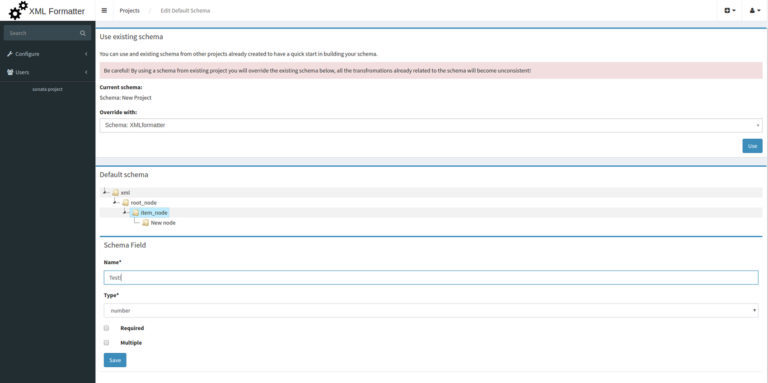 XML Formatter
Projects / Edit Default Schema
Search
Configure
Users
sonata project
Use existing schema
You can use and existing schema from other projects already created to have a quick start in building your schema.
Be careful! By using a schema from existing project you will override the existing schema below, all the transfromations already related to the schema will become unconsistent!
Current schema:
Schema: New Project
Override with:
Schema: XMLformatter
Use
Default schema
xml
root_node
item_node
New node
Schema Field
Name*
Test
Type*
number
Required
Multiple
Save